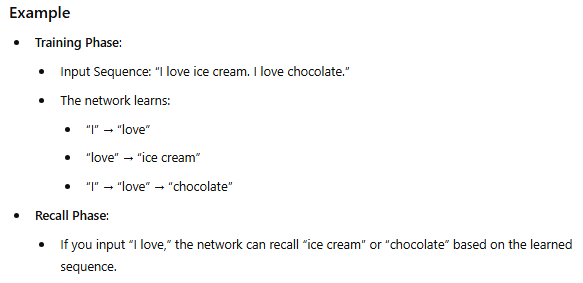 Example
• Training Phase:
• Input Sequence: “I love ice cream. I love chocolate.”
• The network learns:
• “I” → “love”
• “love” → “ice cream”
• “I” → “love” → “chocolate”
• Recall Phase:
• If you input “I love,” the network can recall “ice cream” or “chocolate” based on the learned
sequence.